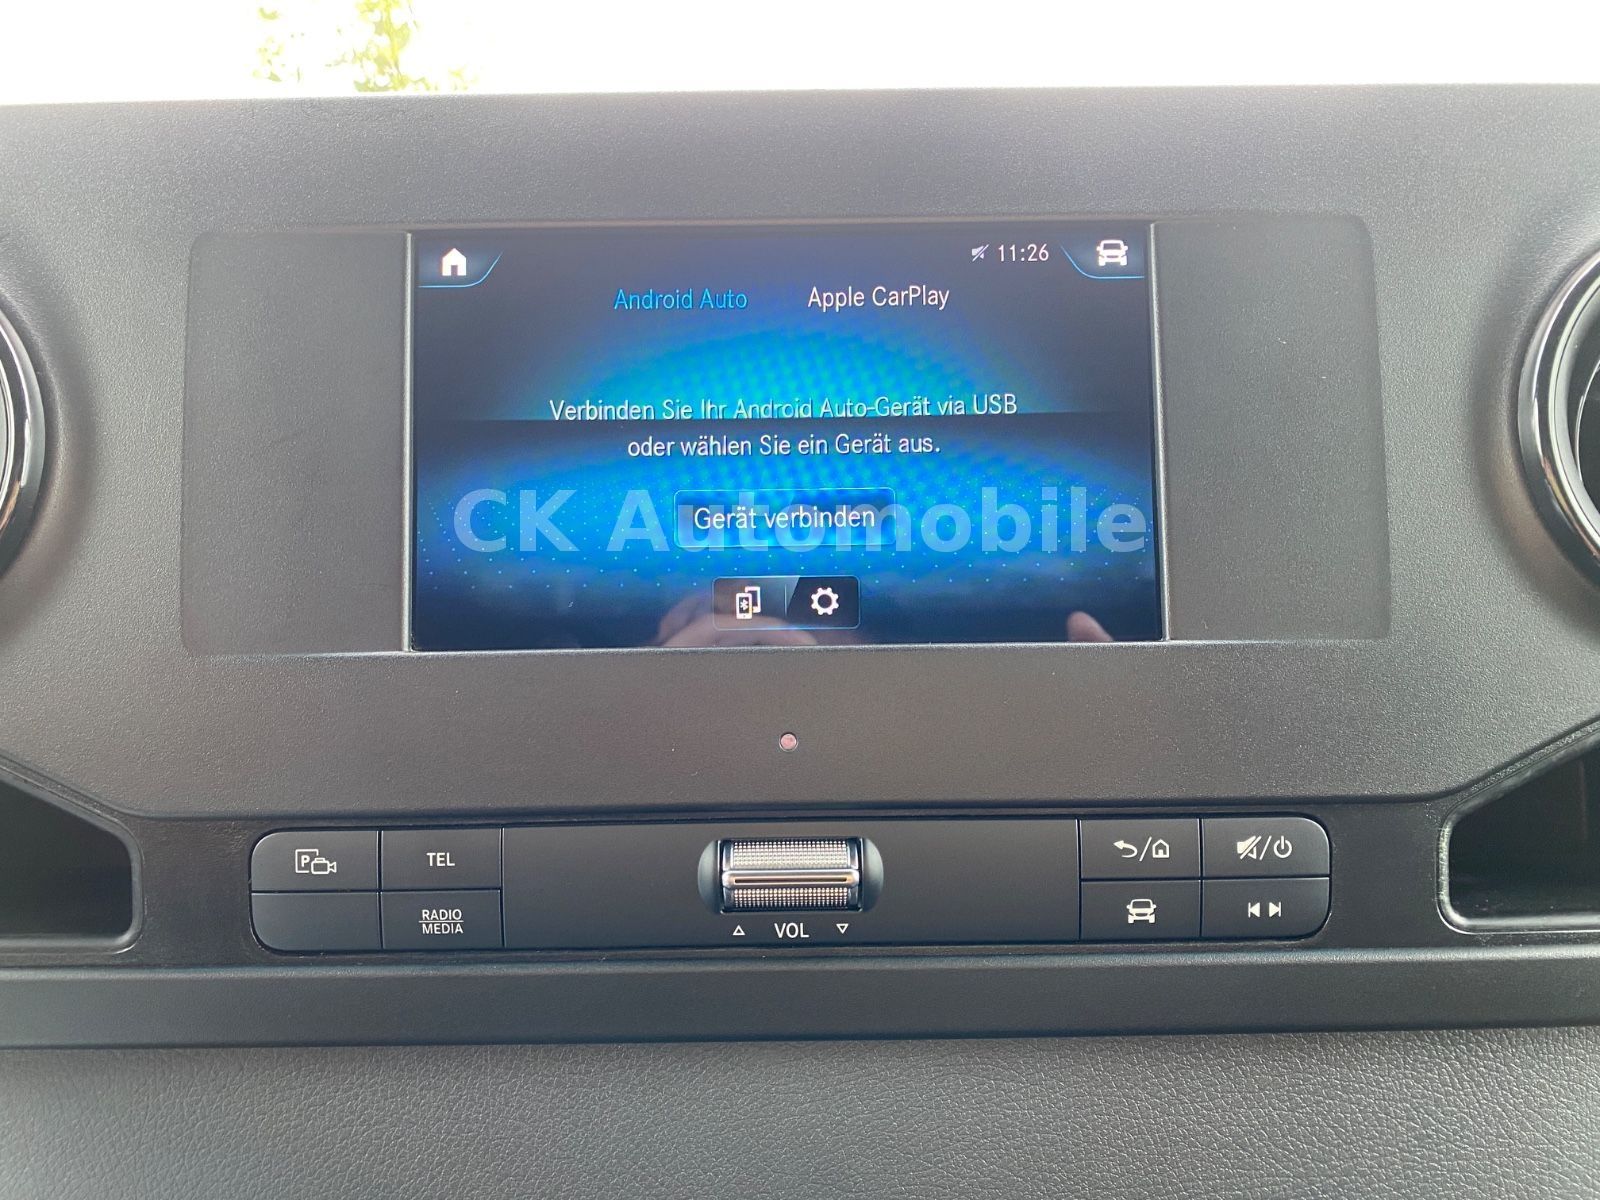 11:26
Android Auto Apple CarPlay
Verbinden Sie Ihr Android Auto-Gerät via USB
oder wählen Sie ein Gerät aus.
CK Automobile
Gerät verbinden
P
TEL
RADIO
MEDIA
VOL